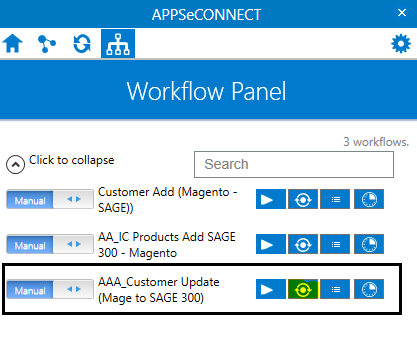 APPSeCONNECT
Workflow Panel
3 workflows.
Click to collapse
Search
Manual
Customer Add (Magento -
SAGE))
Manual
AA_IC Products Add SAGE
300 - Magento
Manual
AAA_Customer Update
(Mage to SAGE 300)